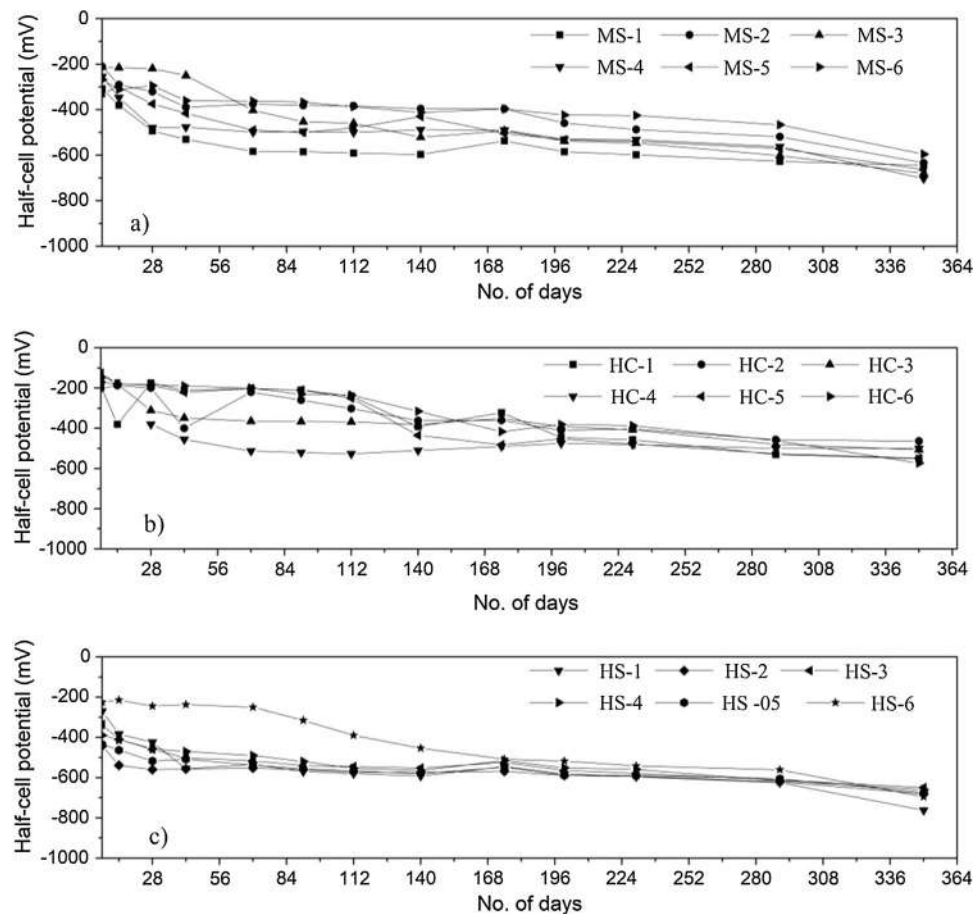 0
-200
-400
-600
-800
-1000
Half-cell potential (mV)
MS-1 MS-2 MS-3
MS-4 MS-5 MS-6
a)
28 56 84 112 140 168 196 224 252 280 308 336 364
No. of days
0
-200
-400
-600
-800
-1000
Half-cell potential (mV)
HC-1 HC-2 HC-3
HC-4 HC-5 HC-6
b)
28 56 84 112 140 168 196 224 252 280 308 336 364
No. of days
0
-200
-400
-600
-800
-1000
Half-cell potential (mV)
HS-1 HS-2 HS-3
HS-4 HS -05 HS-6
c)
28 56 84 112 140 168 196 224 252 280 308 336 364
No. of days